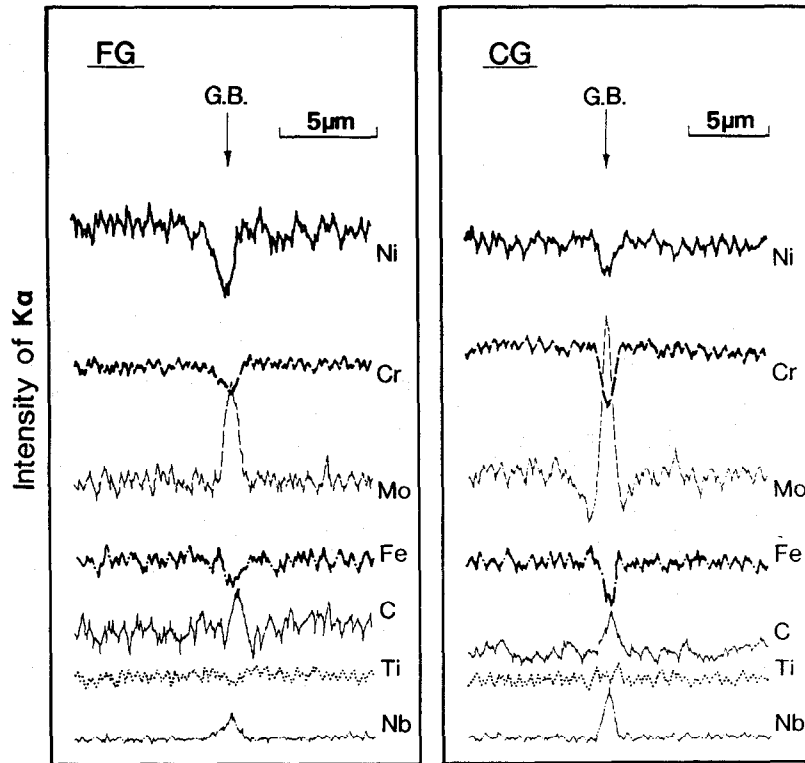 Intensity of Kα
FG
G.B.
5μm
Ni
Cr
Mo
Fe
C
Ti
Nb
CG
G.B.
5μm
Ni
Cr
Mo
Fe
C
Ti
Nb